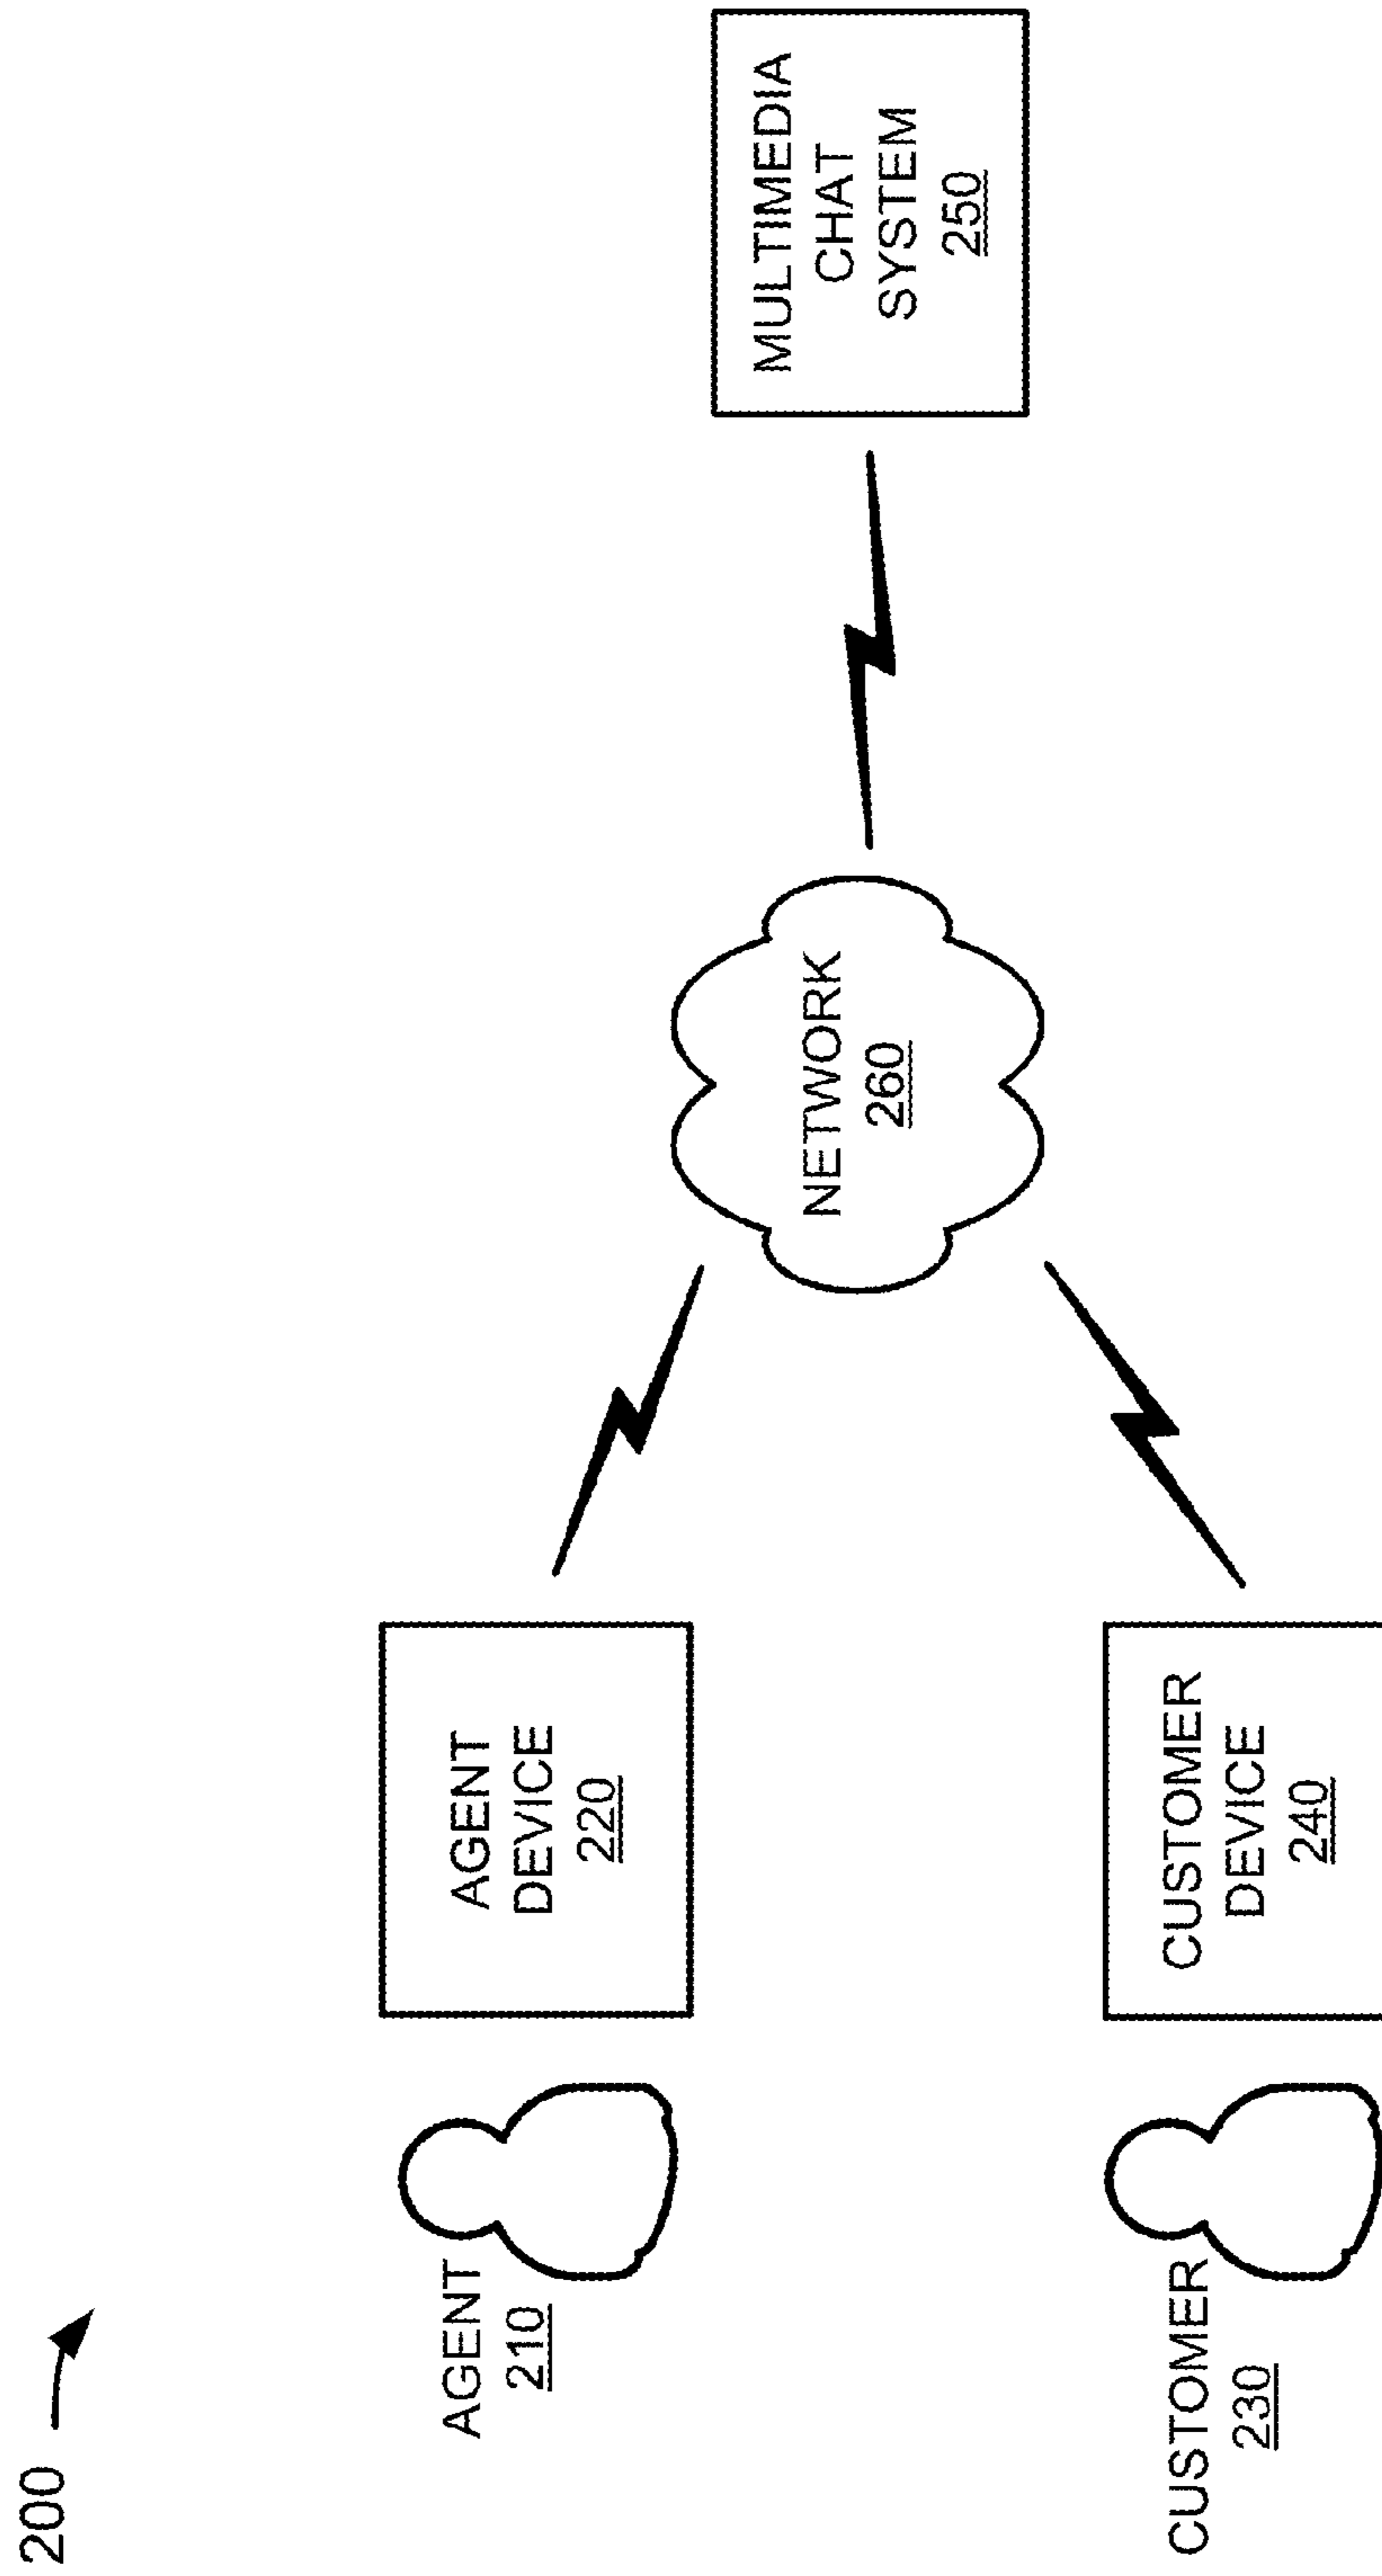 200
AGENT
210
AGENT
DEVICE
220
CUSTOMER
230
CUSTOMER
DEVICE
240
NETWORK
260
MULTIMEDIA
CHAT
SYSTEM
250